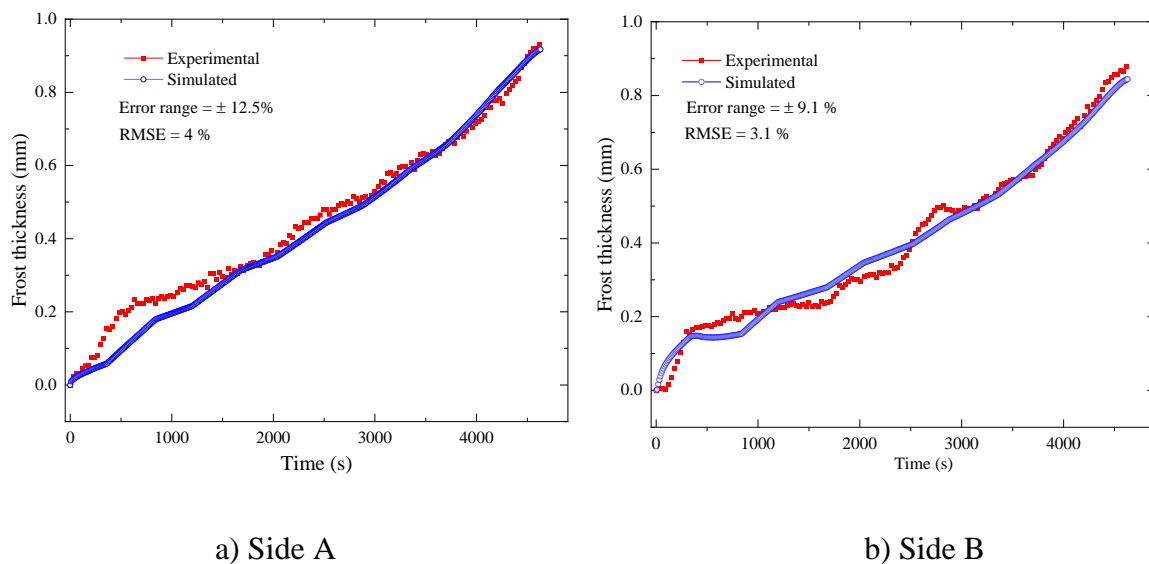 1.0
0.8
0.6
0.4
0.2
0.0
Frost thickness (mm)
Experimental
Simulated
Error range = ± 12.5%
RMSE = 4 %
0 1000 2000 3000 4000
Time (s)
a) Side A
1.0
0.8
0.6
0.4
0.2
0.0
Frost thickness (mm)
Experimental
Simulated
Error range = ± 9.1 %
RMSE = 3.1 %
0 1000 2000 3000 4000
Time (s)
b) Side B